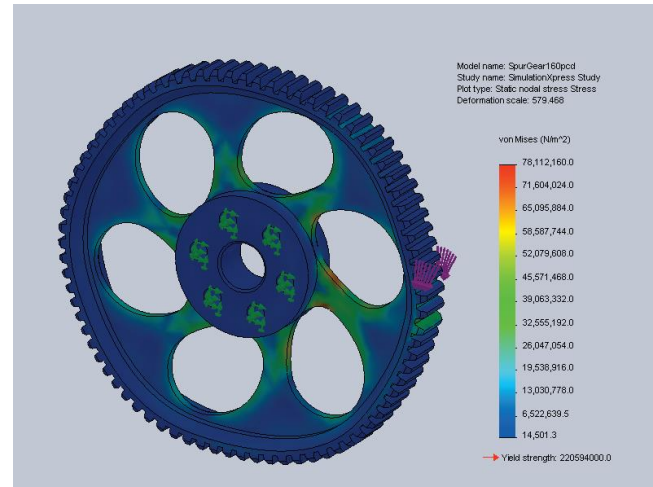 Model name: SpurGear160pcd
Study name: SimulationXpress Study
Plot type: Static nodal stress Stress
Deformation scale: 579.468
von Mises (N/m^2)
78,112,160.0
71,604,024.0
65,095,884.0
58,587,744.0
52,079,608.0
45,571,468.0
39,063,332.0
32,555,192.0
26,047,054.0
19,538,916.0
13,030,778.0
6,522,639.5
14,501.3
Yield strength: 220594000.0